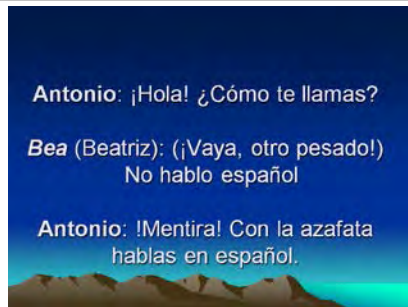 Antonio: ¡Hola! ¿Cómo te llamas?
Bea (Beatriz): (¡Vaya, otro pesado!)
No hablo español
Antonio: !Mentira! Con la azafata
hablas en español.